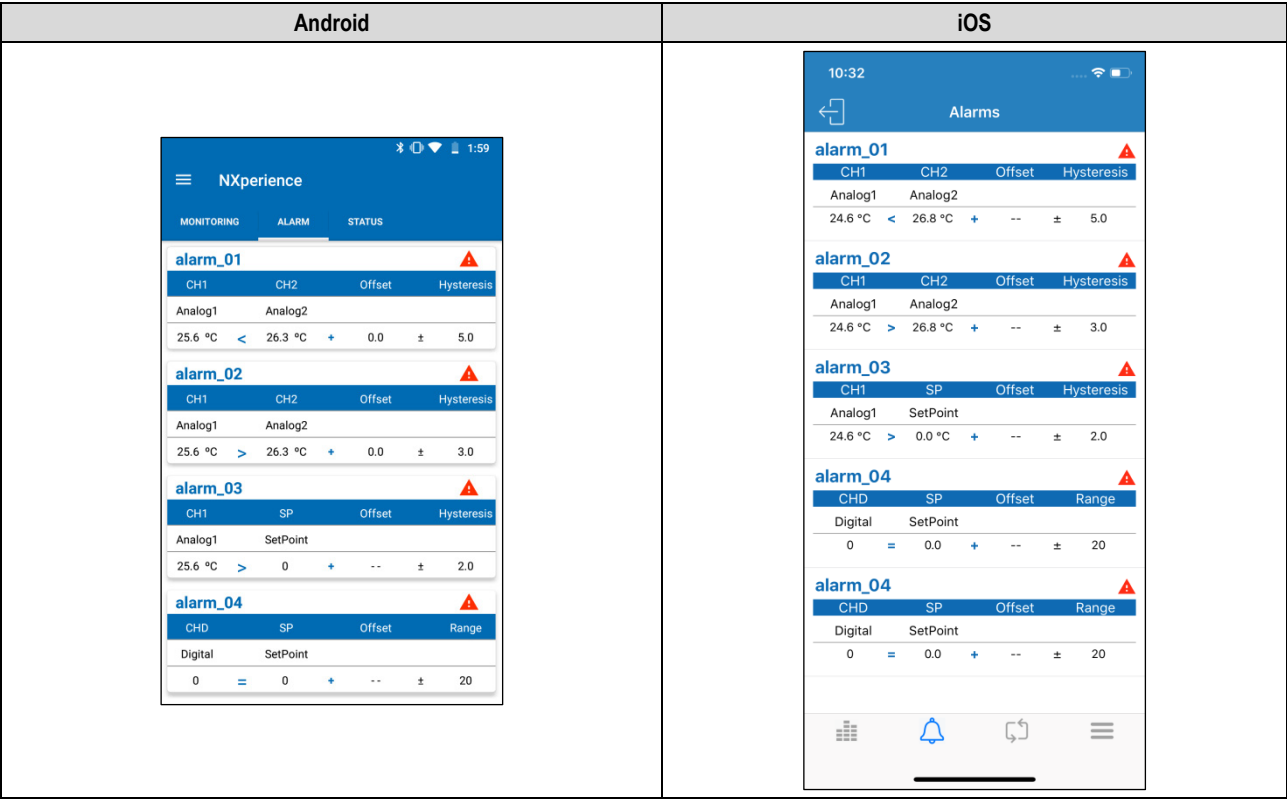 Android
iOS
1:59
NXperience
MONITORING ALARM STATUS
alarm_01
CH1 CH2 Offset Hysteresis
Analog1 Analog2
25.6 ºC < 26.3 ºC + 0.0 ± 5.0
alarm_02
CH1 CH2 Offset Hysteresis
Analog1 Analog2
25.6 ºC > 26.3 ºC + 0.0 ± 3.0
alarm_03
CH1 SP Offset Hysteresis
Analog1 SetPoint
25.6 ºC > 0 + -- ± 2.0
alarm_04
CHD SP Offset Range
Digital SetPoint
0 = 0 + -- ± 20
10:32
Alarms
alarm_01
CH1 CH2 Offset Hysteresis
Analog1 Analog2
24.6 ºC < 26.8 ºC + -- ± 5.0
alarm_02
CH1 CH2 Offset Hysteresis
Analog1 Analog2
24.6 ºC > 26.8 ºC + -- ± 3.0
alarm_03
CH1 SP Offset Hysteresis
Analog1 SetPoint
24.6 ºC > 0.0 ºC + -- ± 2.0
alarm_04
CHD SP Offset Range
Digital SetPoint
0 = 0.0 + -- ± 20
alarm_04
CHD SP Offset Range
Digital SetPoint
0 = 0.0 + -- ± 20